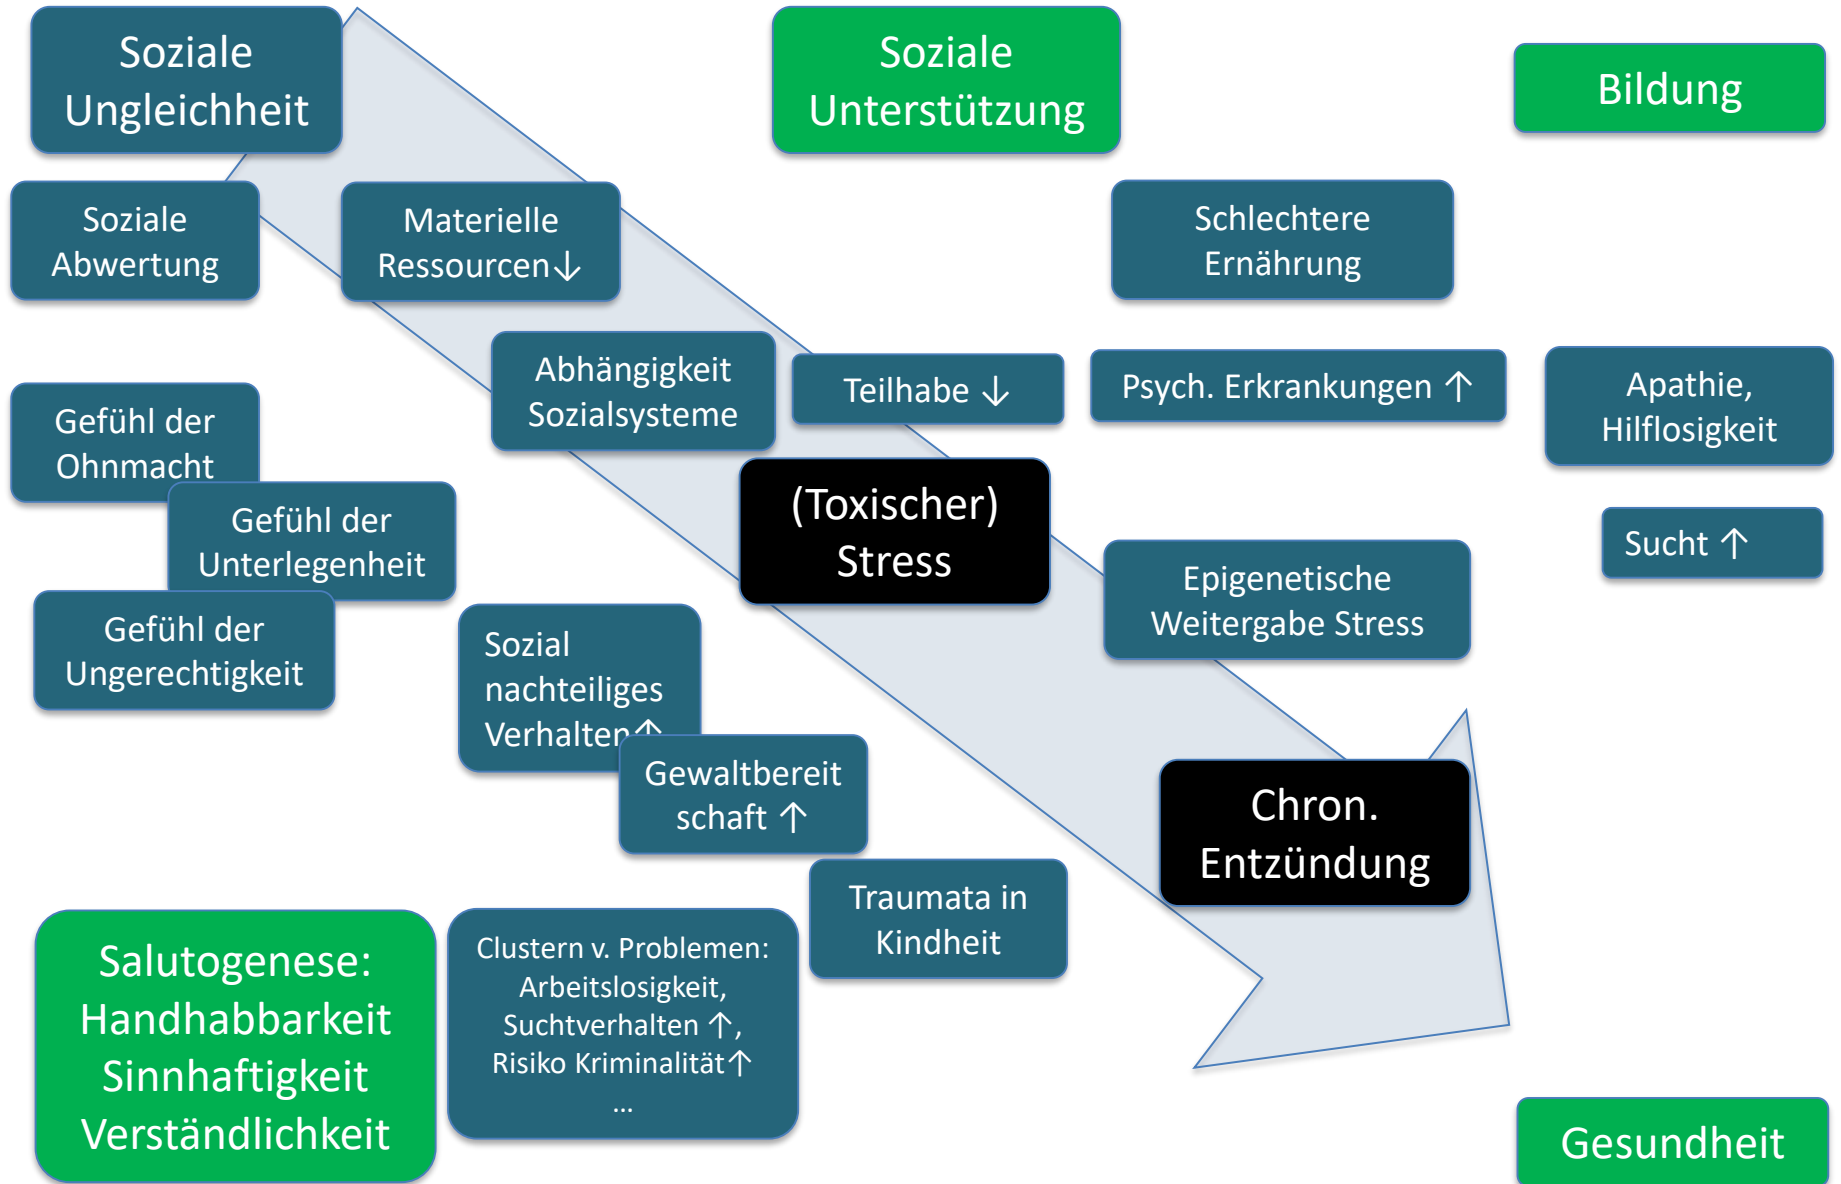 Soziale
Ungleichheit
Soziale
Unterstützung
Bildung
Soziale
Abwertung
Materielle
Ressourcen↓
Schlechtere
Ernährung
Abhängigkeit
Sozialsysteme
Teilhabe ↓
Psych. Erkrankungen ↑
Apathie,
Hilflosigkeit
Gefühl der
Ohnmacht
Gefühl der
Unterlegenheit
Gefühl der
Ungerechtigkeit
(Toxischer)
Stress
Sucht ↑
Epigenetische
Weitergabe Stress
Sozial
nachteiliges
Verhalten↑
Gewaltbereit
schaft ↑
Chron.
Entzündung
Traumata in
Kindheit
Salutogenese:
Handhabbarkeit
Sinnhaftigkeit
Verständlichkeit
Clustern v. Problemen:
Arbeitslosigkeit,
Suchtverhalten ↑,
Risiko Kriminalität↑
...
Gesundheit